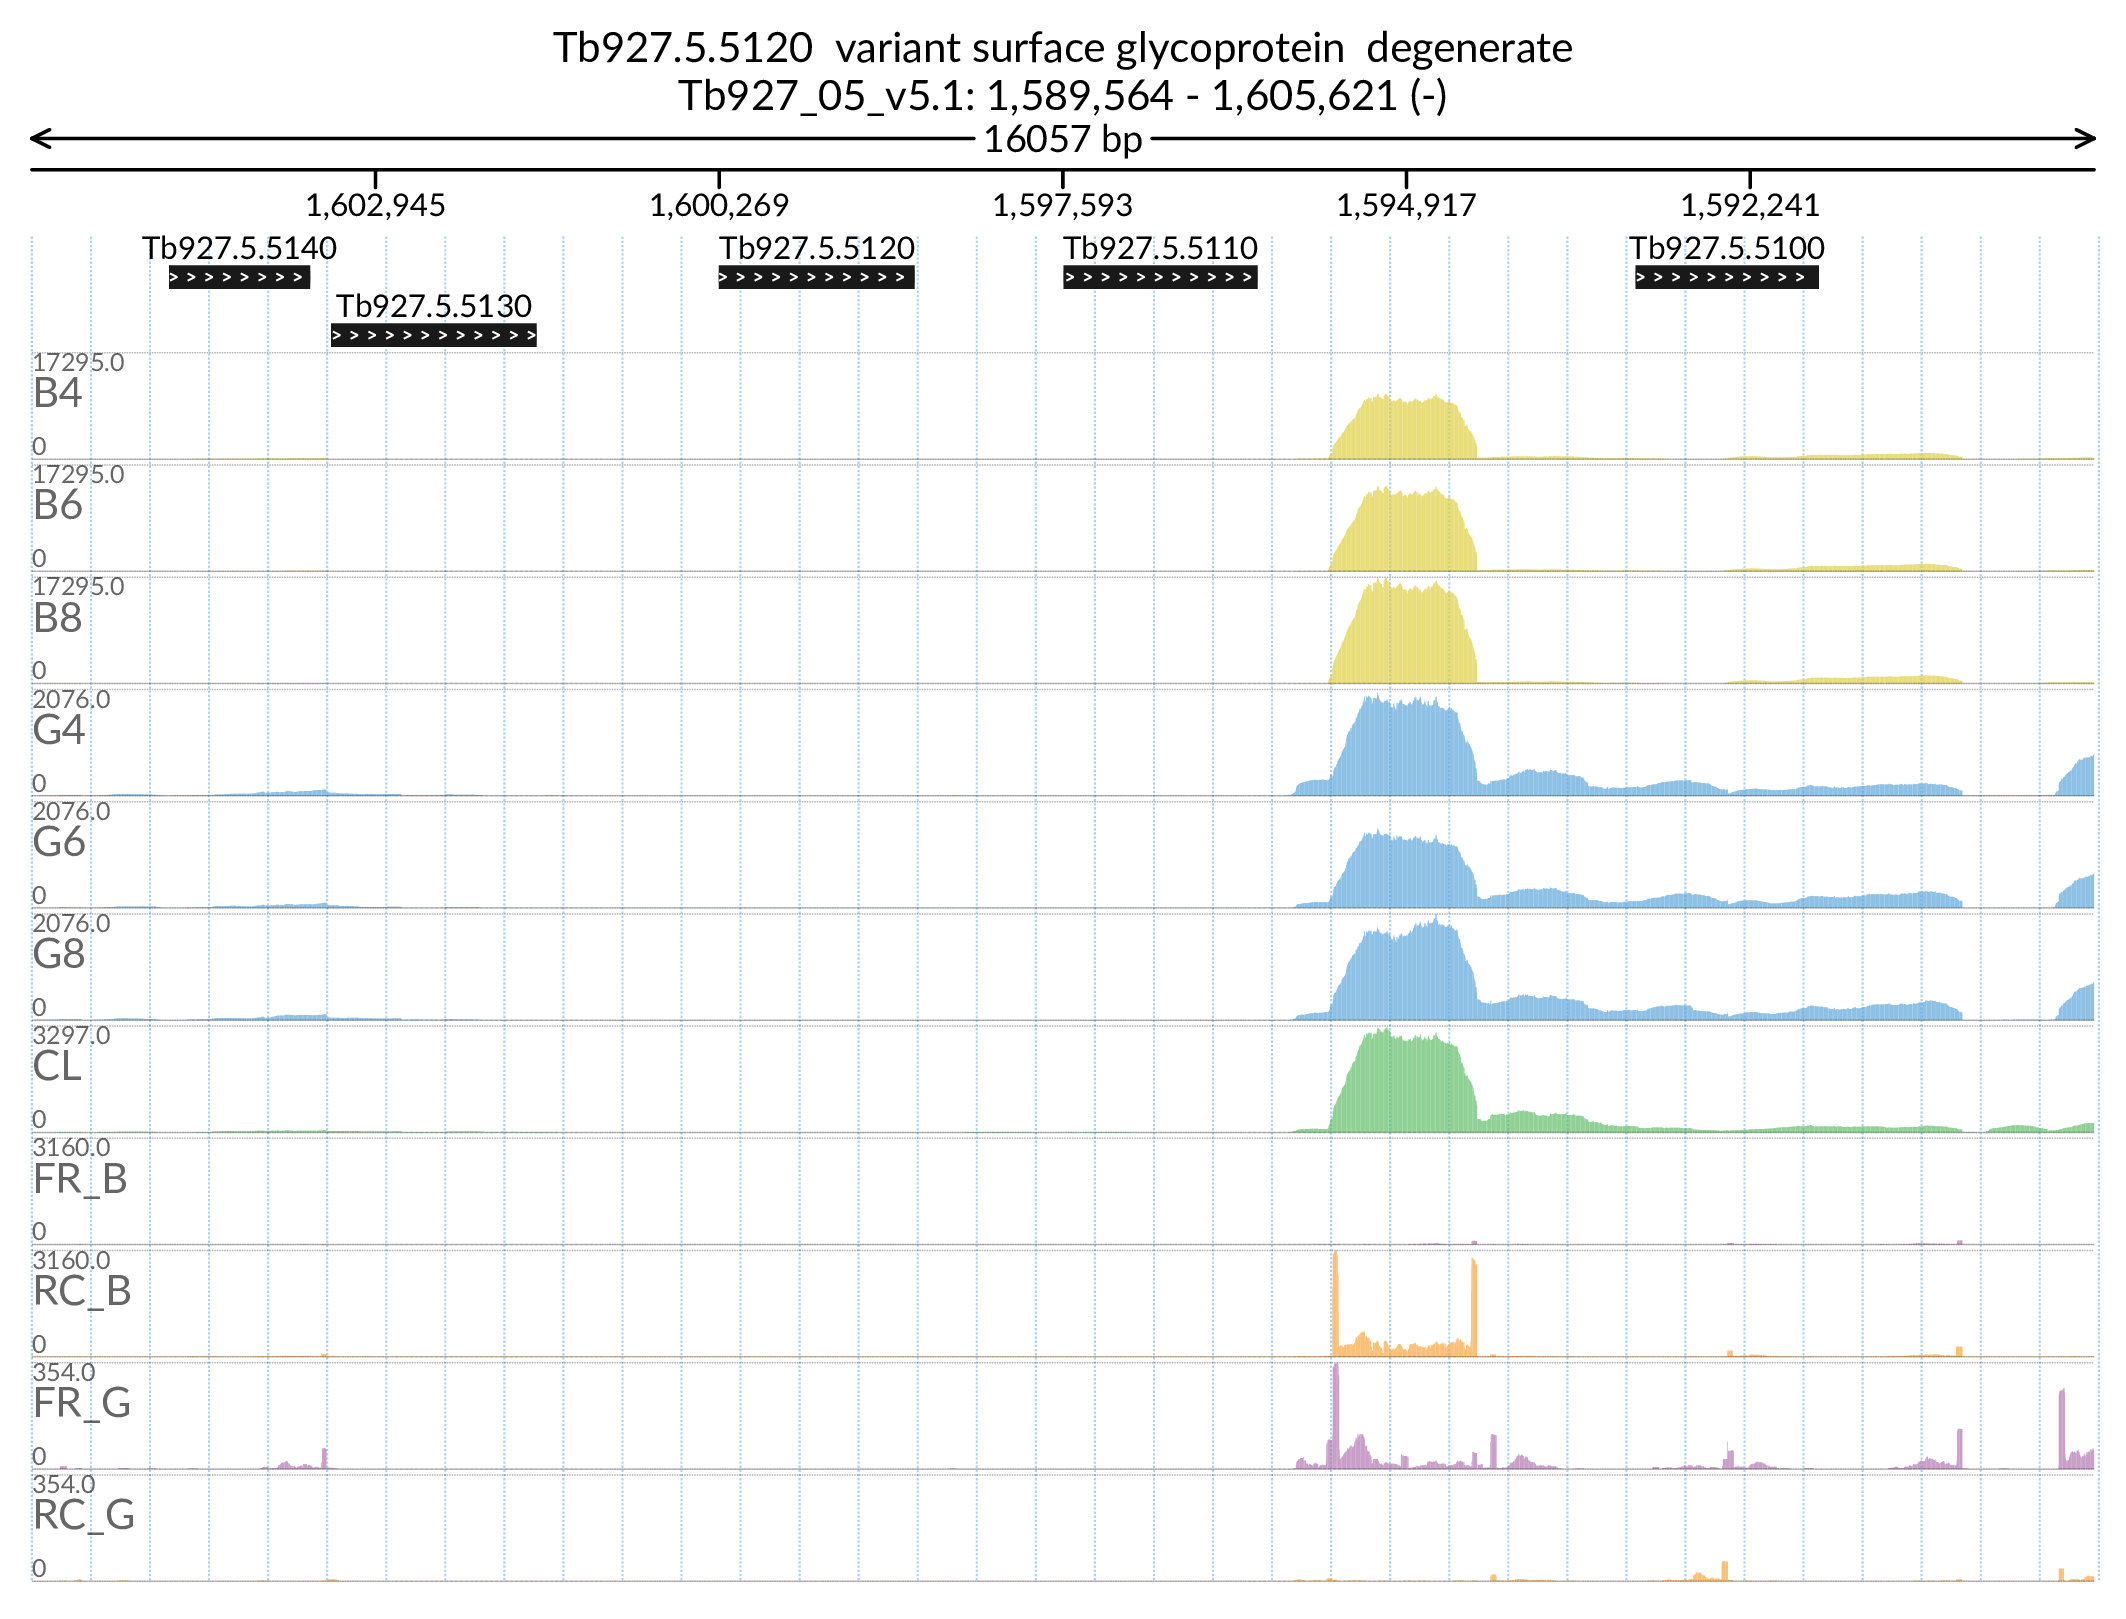 Tb927.5.5120  variant surface glycoprotein  degenerate
Tb927_05_v5.1: 1,589,564 - 1,605,621 (-)
16057 bp
1,602,945 1,600,269 1,597,593 1,594,917 1,592,241
Tb927.5.5140 Tb927.5.5120 Tb927.5.5110 Tb927.5.5100
Tb927.5.5130
17295.0
B4
0
17295.0
B6
0
17295.0
B8
0
2076.0
G4
0
2076.0
G6
0
2076.0
G8
0
3297.0
CL
0
3160.0
FR_B
0
3160.0
RC_B
0
354.0
FR_G
0
354.0
RC_G
0